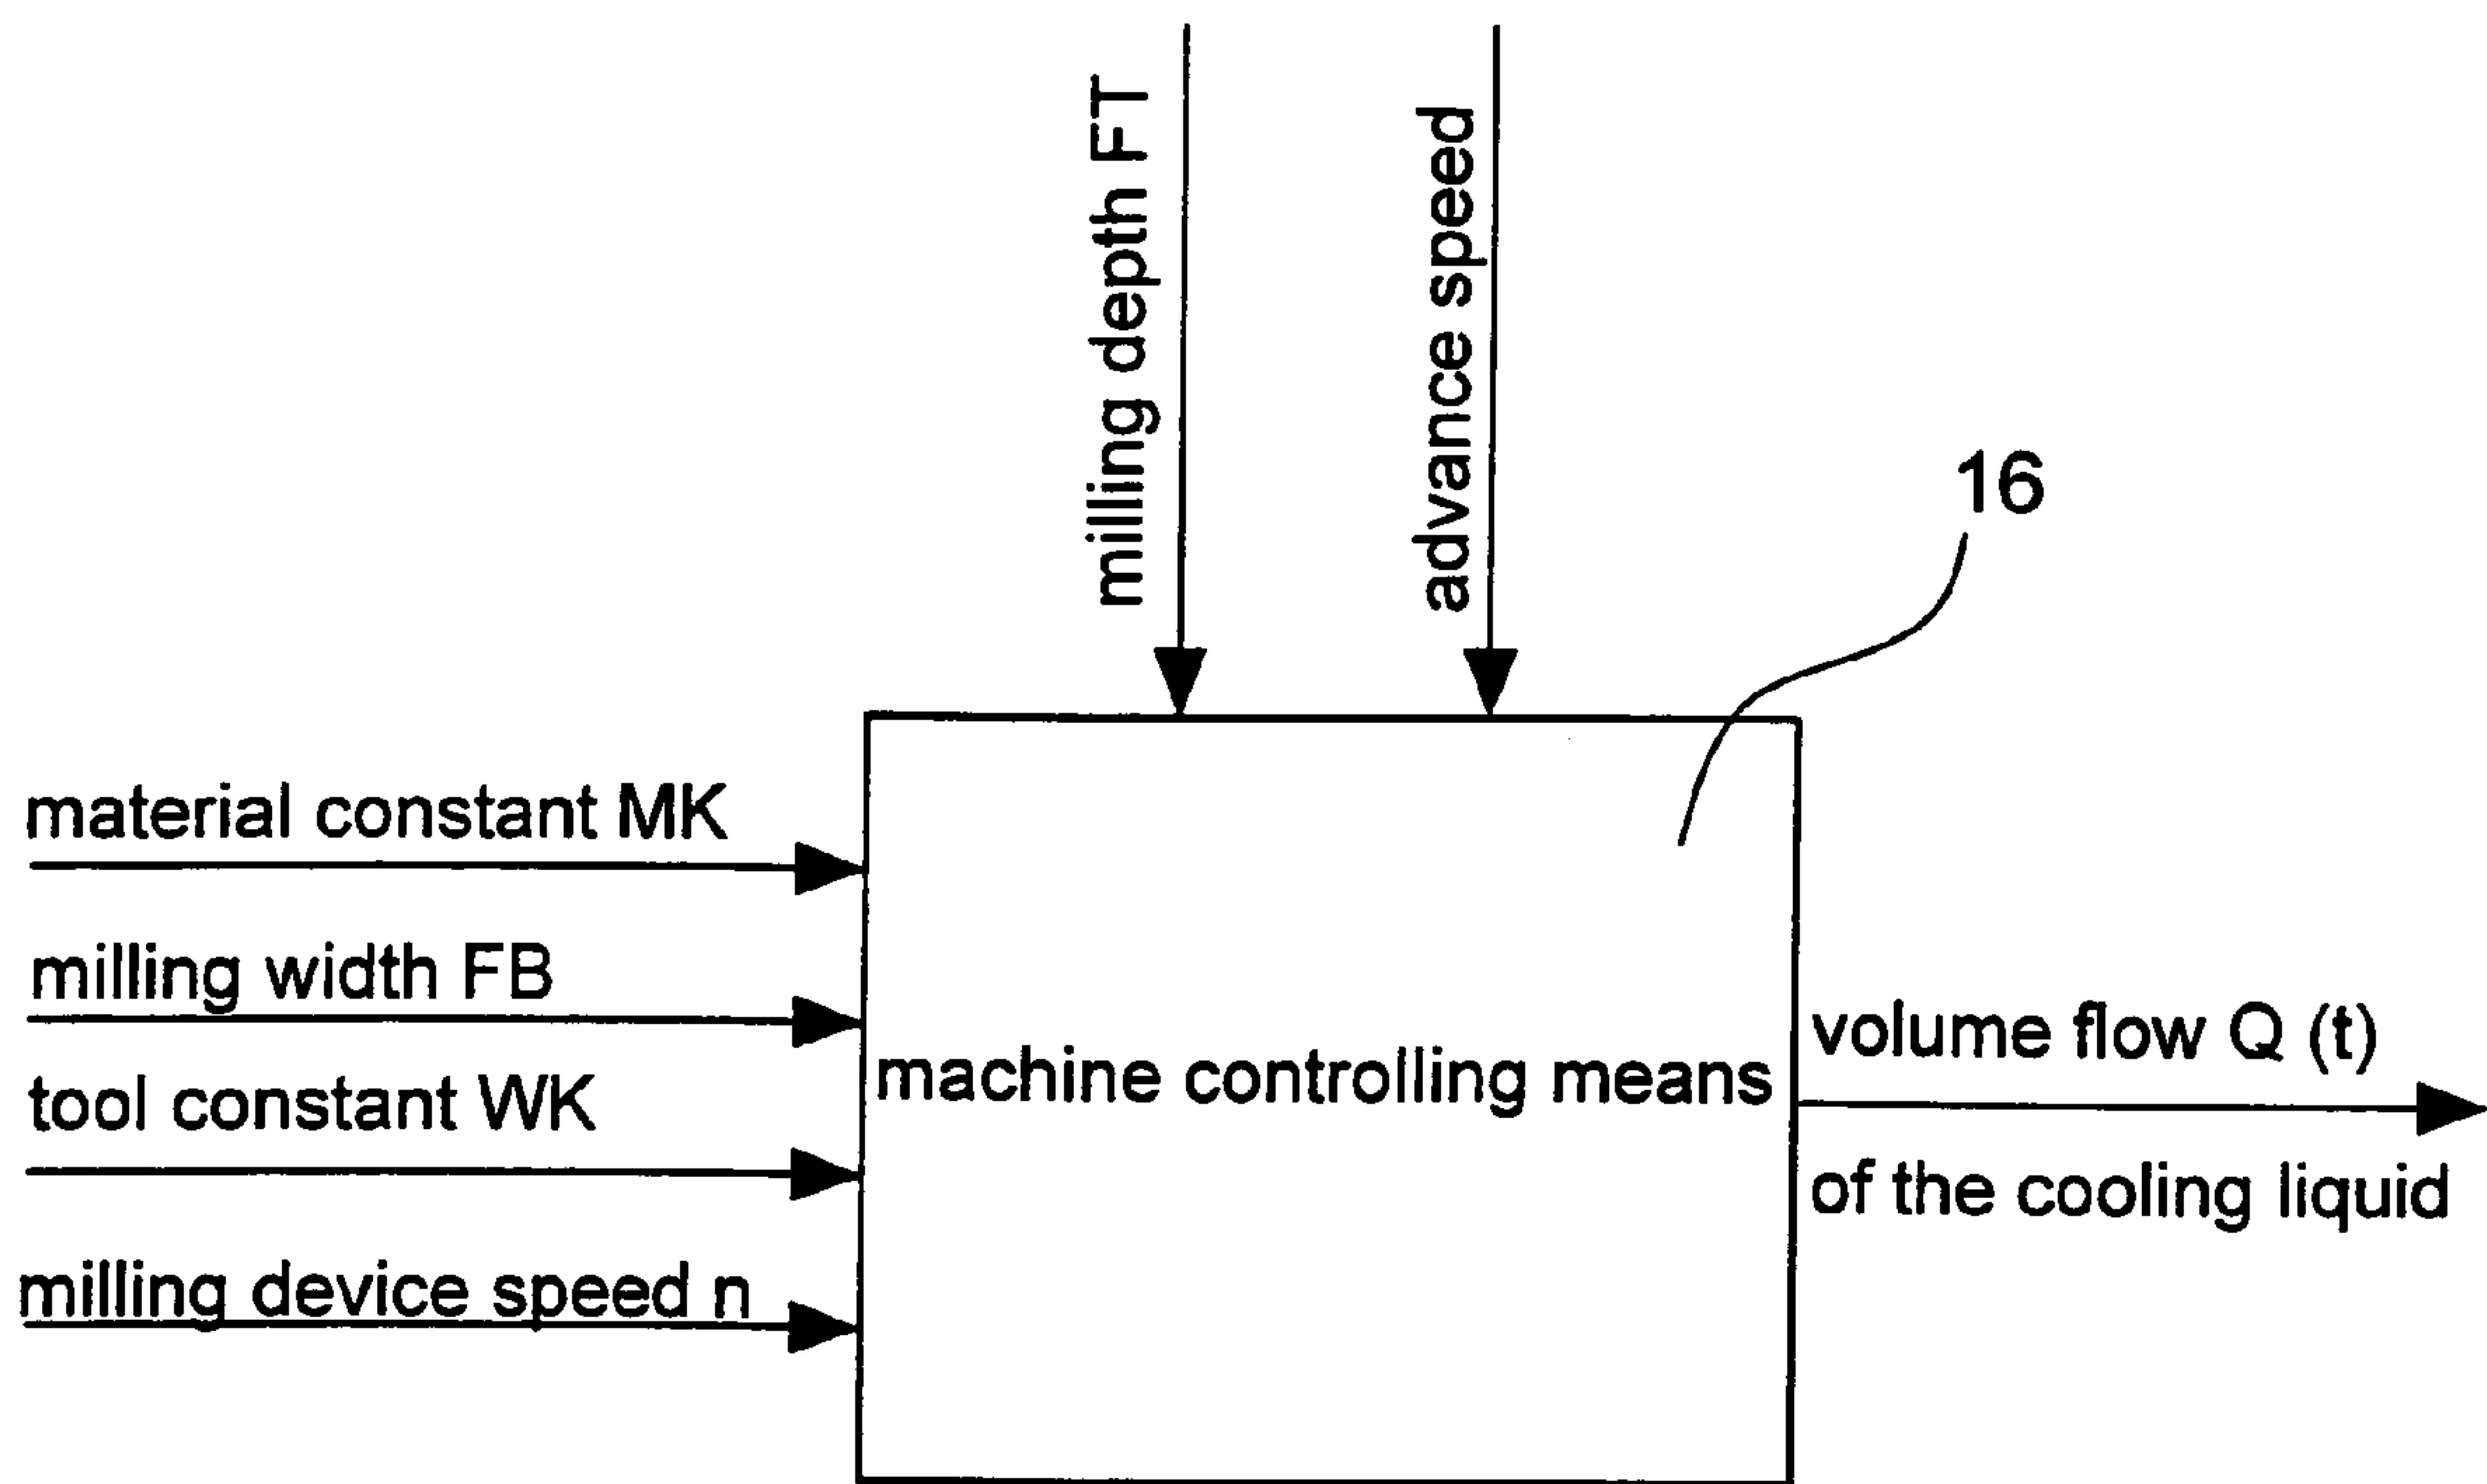 milling depth FT
advance speed
16
material constant MK
milling width FB
tool constant WK
milling device speed n
machine controlling means
volume flow Q (t)
of the cooling liquid